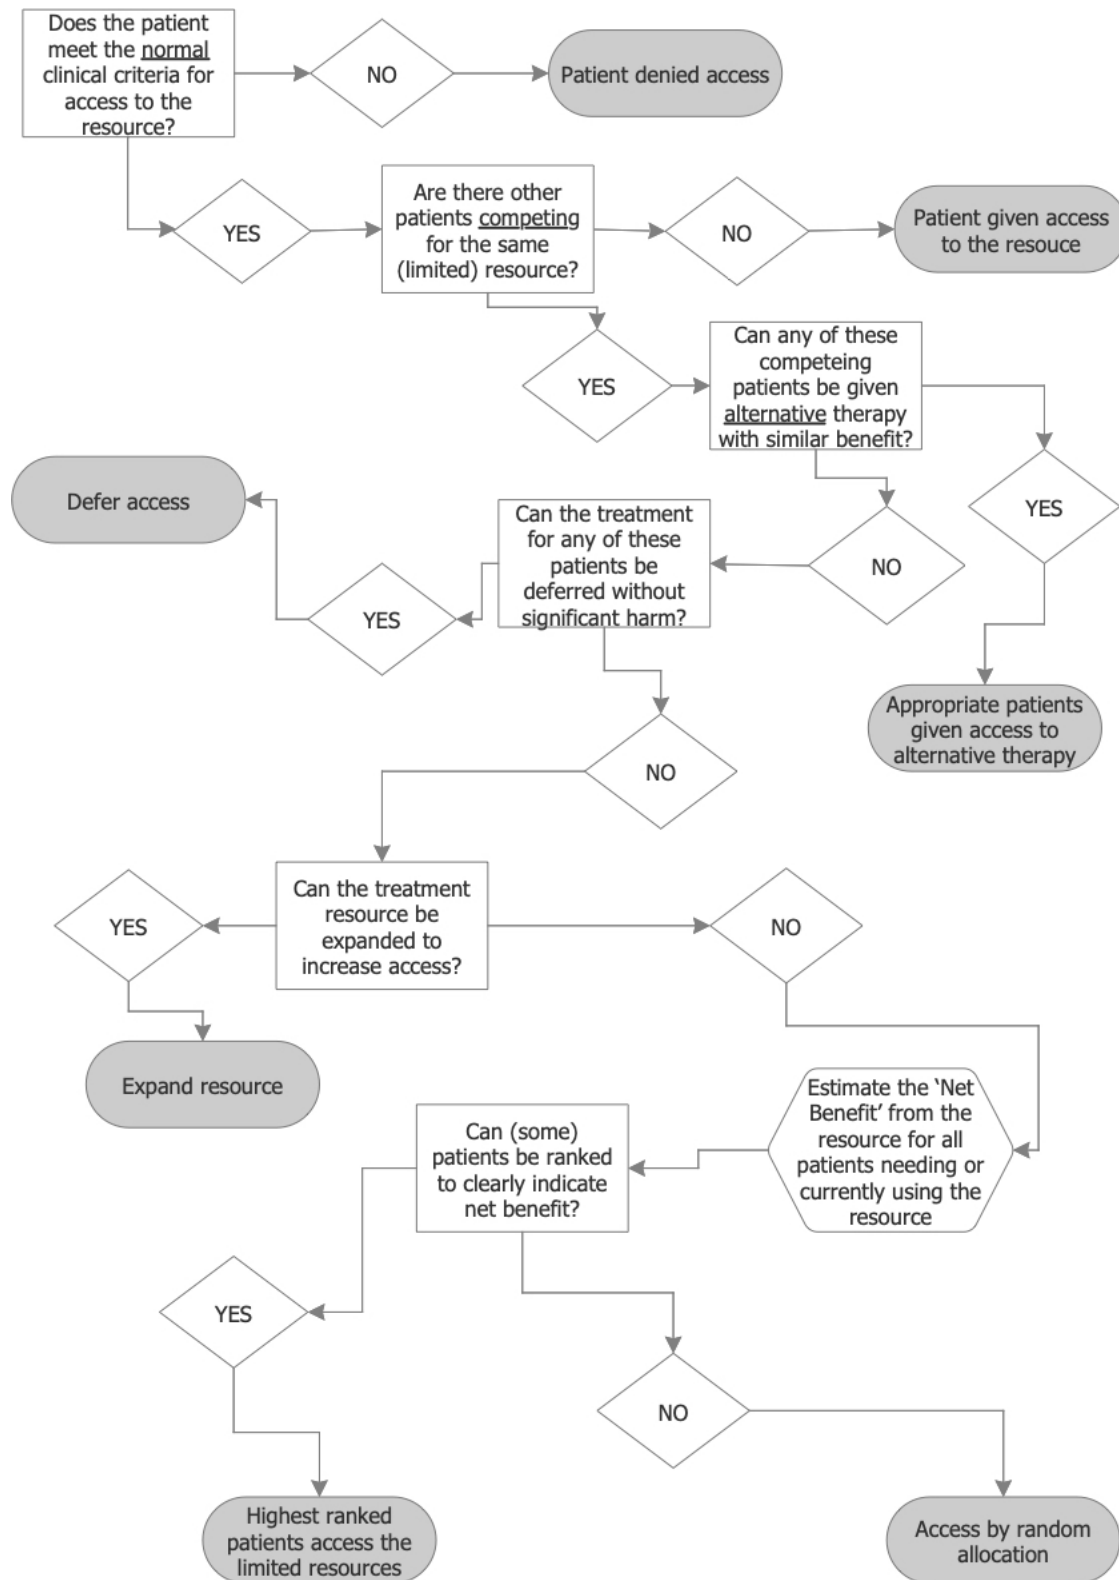 Does the patient
meet the normal
clinical criteria for
access to the
resource?
NO
Patient denied access
YES
Are there other
patients competing
for the same
(limited) resource?
NO
Patient given access
to the resouce
YES
Can any of these
competeing
patients be given
alternative therapy
with similar benefit?
YES
NO
Appropriate patients
given access to
alternative therapy
Can the treatment
for any of these
patients be
deferred without
significant harm?
YES
Defer access
NO
Can the treatment
resource be
expanded to
increase access?
YES
Expand resource
NO
Estimate the ‘Net
Benefit’ from the
resource for all
patients needing or
currently using the
resource
Can (some)
patients be ranked
to clearly indicate
net benefit?
YES
Highest ranked
patients access the
limited resources
NO
Access by random
allocation